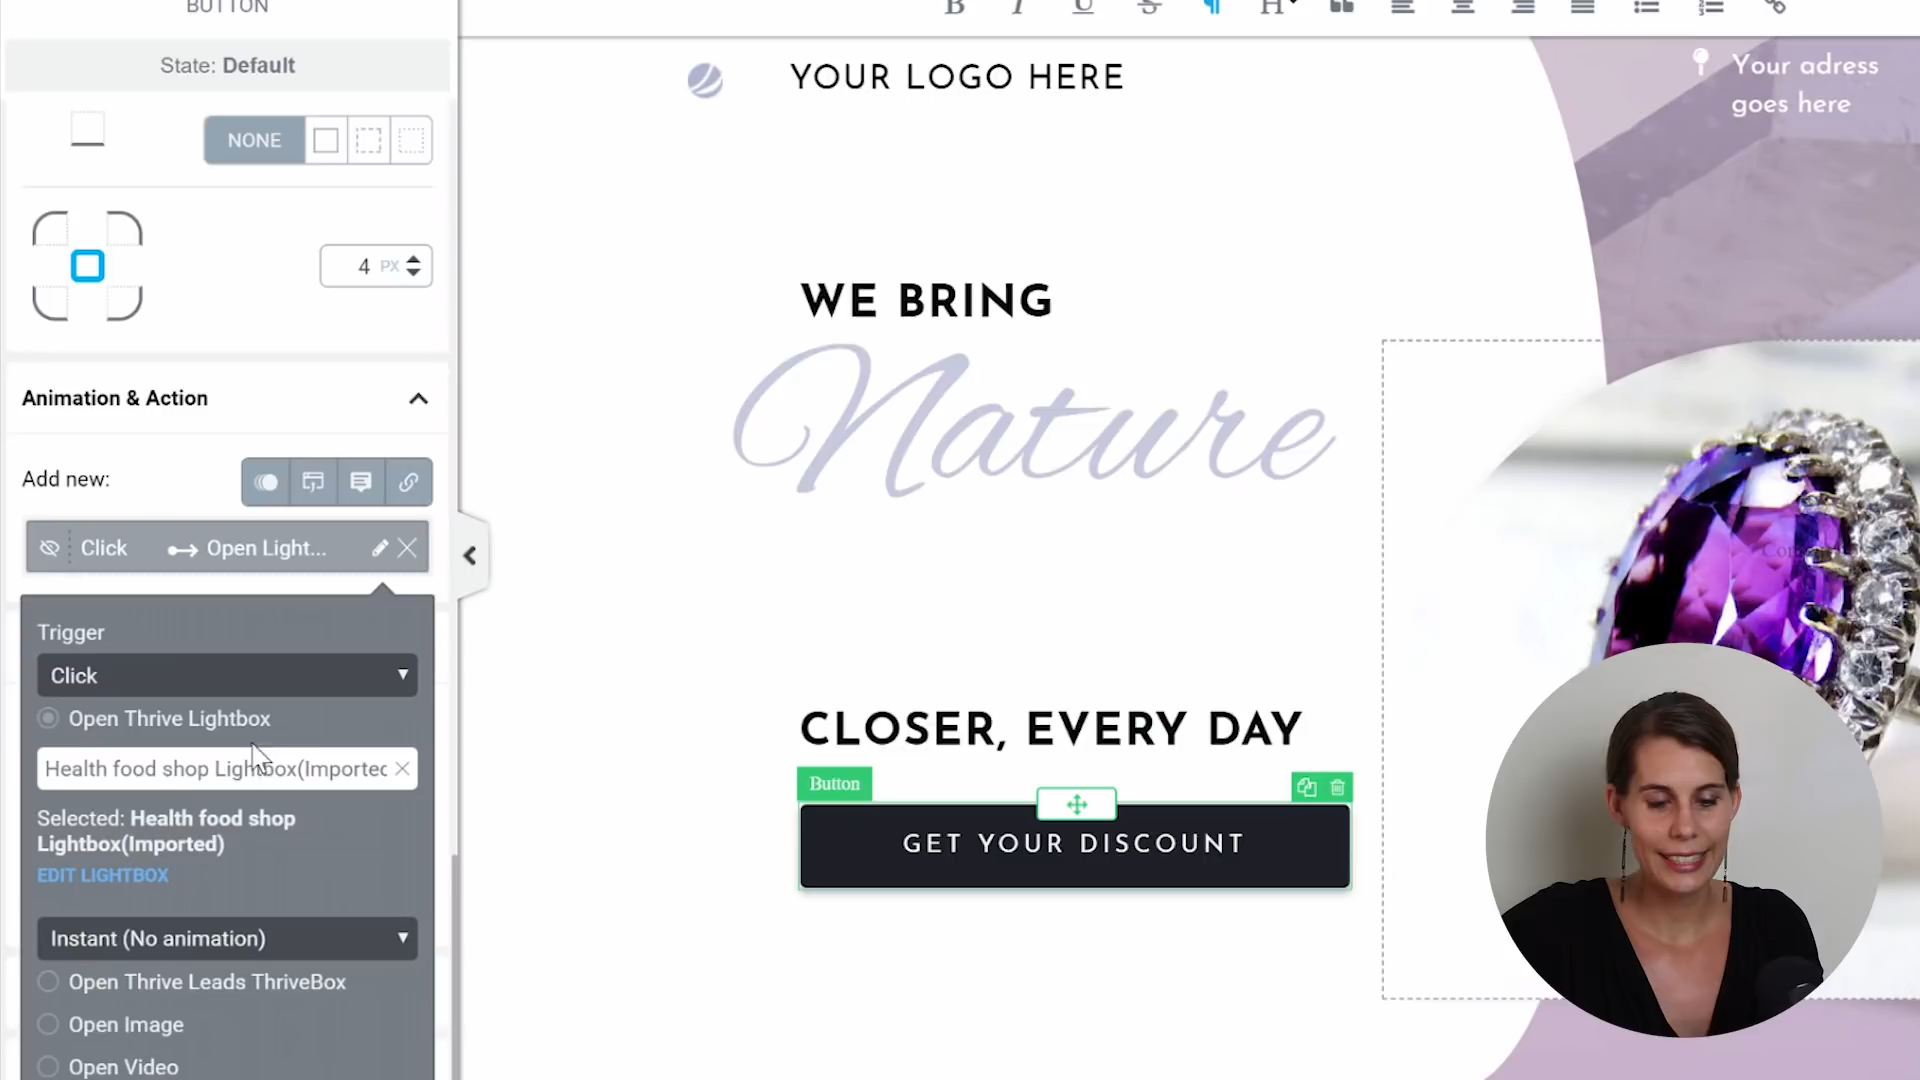 BUTTON
State: Default
NONE
4 PX
Animation & Action
Add new:
Click Open Light...
Trigger
Click
Open Thrive Lightbox
Health food shop Lightbox(Imported
Selected: Health food shop
Lightbox(Imported)
EDIT LIGHTBOX
Instant (No animation)
Open Thrive Leads ThriveBox
Open Image
Open Video
B I U S ¶ H
YOUR LOGO HERE
Your adress
goes here
WE BRING
Nature
CLOSER, EVERY DAY
Button
GET YOUR DISCOUNT